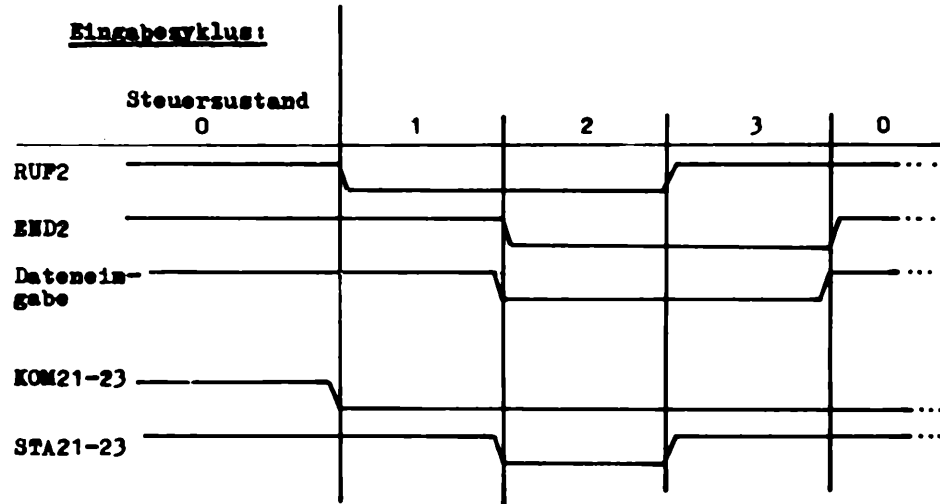 Eingabezyklus:
Steuerzustand
0 1 2 3 0
RUF2
END2
Datenein-
gabe
KOM21-23
STA21-23